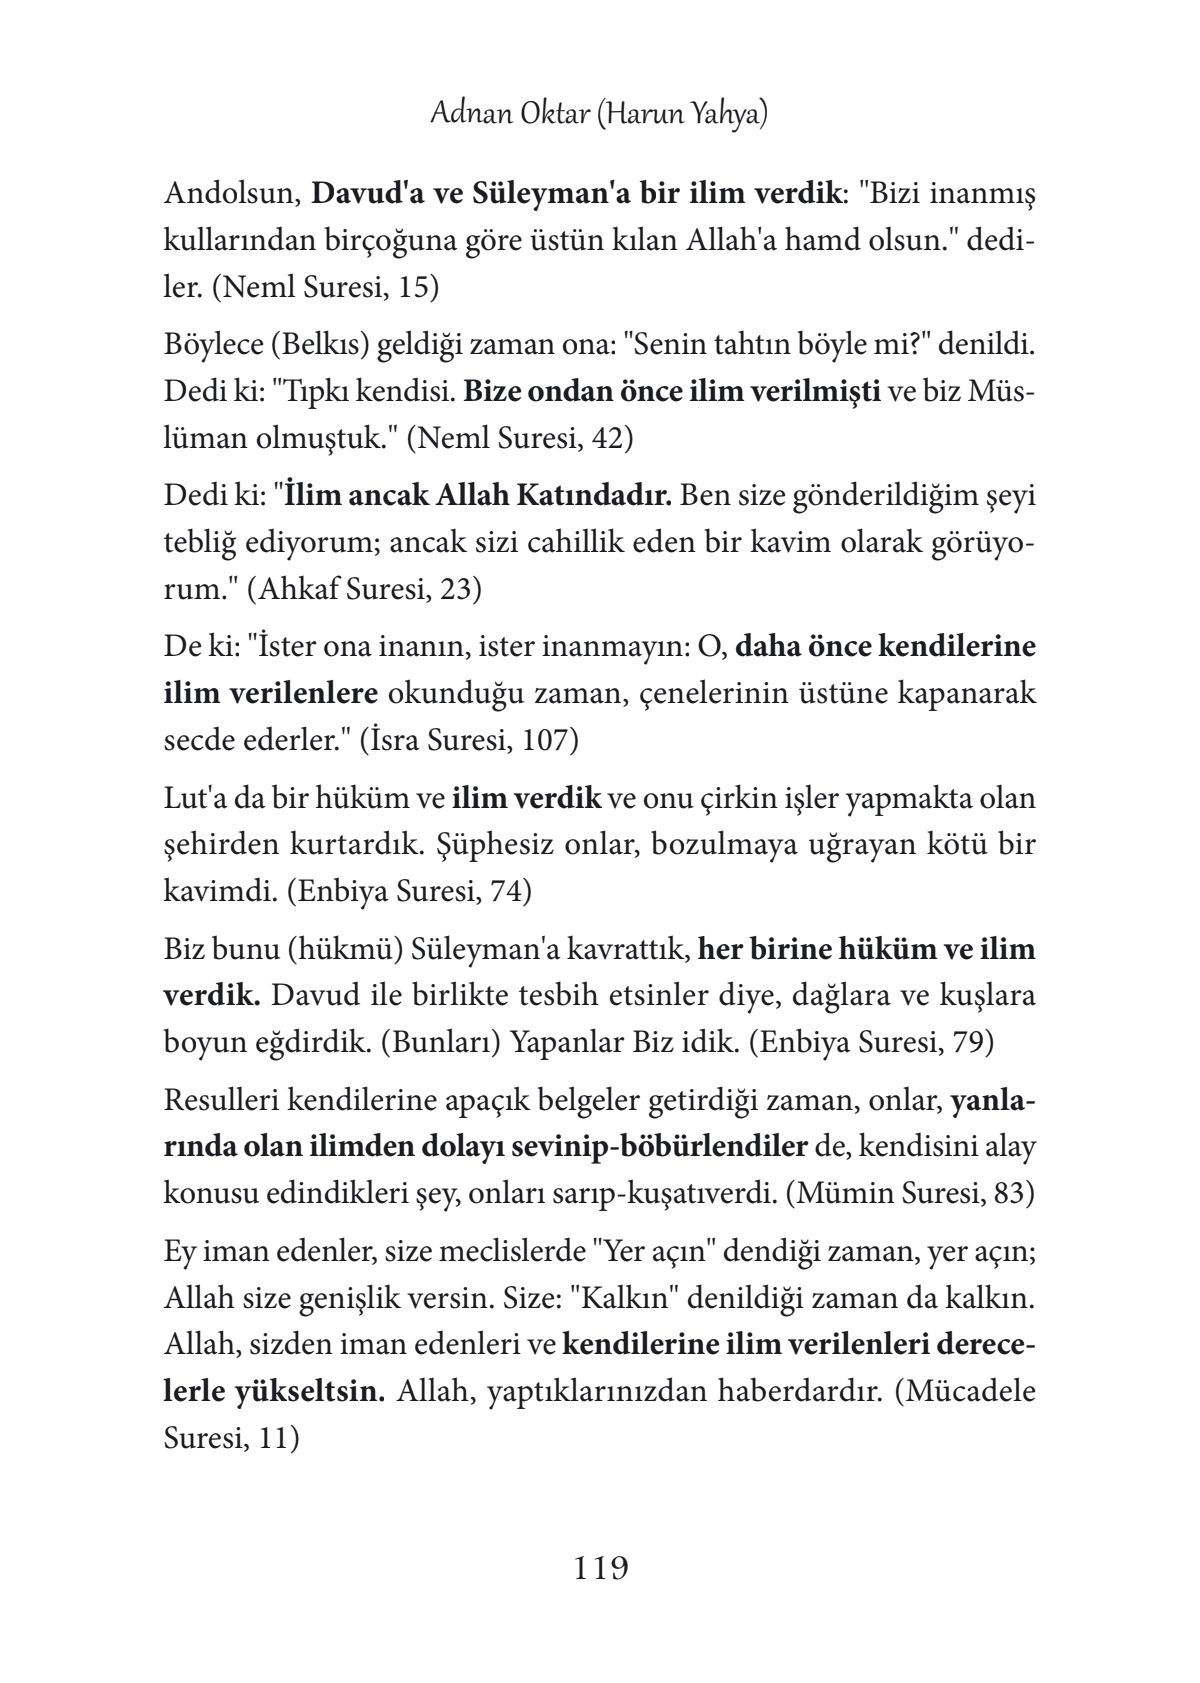 Adnan Oktar (Harun Yahya)
Andolsun, Davud'a ve Süleyman'a bir ilim verdik: "Bizi inanmış
kullarından birçoğuna göre üstün kılan Allah'a hamd olsun." dedi-
ler. (Neml Suresi, 15)
Böylece (Belkıs) geldiği zaman ona: "Senin tahtın böyle mi?" denildi.
Dedi ki: "Tıpkı kendisi. Bize ondan önce ilim verilmişti ve biz Müs-
lüman olmuştuk." (Neml Suresi, 42)
Dedi ki: "İlim ancak Allah Katındadır. Ben size gönderildiğim şeyi
tebliğ ediyorum; ancak sizi cahillik eden bir kavim olarak görüyo-
rum." (Ahkaf Suresi, 23)
De ki: "İster ona inanın, ister inanmayın: O, daha önce kendilerine
ilim verilenlere okunduğu zaman, çenelerinin üstüne kapanarak
secde ederler." (İsra Suresi, 107)
Lut'a da bir hüküm ve ilim verdik ve onu çirkin işler yapmakta olan
şehirden kurtardık. Şüphesiz onlar, bozulmaya uğrayan kötü bir
kavimdi. (Enbiya Suresi, 74)
Biz bunu (hükmü) Süleyman'a kavrattık, her birine hüküm ve ilim
verdik. Davud ile birlikte tesbih etsinler diye, dağlara ve kuşlara
boyun eğdirdik. (Bunları) Yapanlar Biz idik. (Enbiya Suresi, 79)
Resulleri kendilerine apaçık belgeler getirdiği zaman, onlar, yanla-
rında olan ilimden dolayı sevinip-böbürlendiler de, kendisini alay
konusu edindikleri şey, onları sarıp-kuşatıverdi. (Mümin Suresi, 83)
Ey iman edenler, size meclislerde "Yer açın" dendiği zaman, yer açın;
Allah size genişlik versin. Size: "Kalkın" denildiği zaman da kalkın.
Allah, sizden iman edenleri ve kendilerine ilim verilenleri derece-
lerle yükseltsin. Allah, yaptıklarınızdan haberdardır. (Mücadele
Suresi, 11)
119